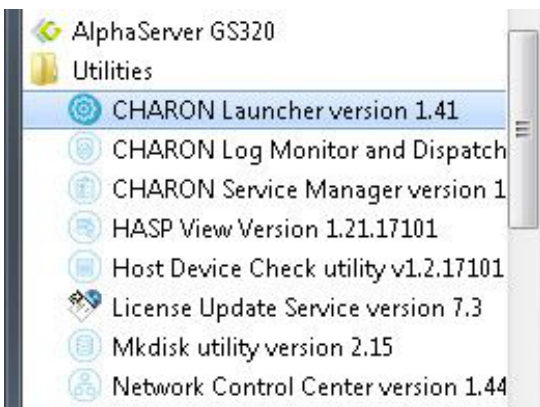 AlphaServer GS320
Utilities
CHARON Launcher version 1.41
CHARON Log Monitor and Dispatch
CHARON Service Manager version 1
HASP View Version 1.21.17101
Host Device Check utility v1.2.17101
License Update Service version 7.3
Mkdisk utility version 2.15
Network Control Center version 1.44